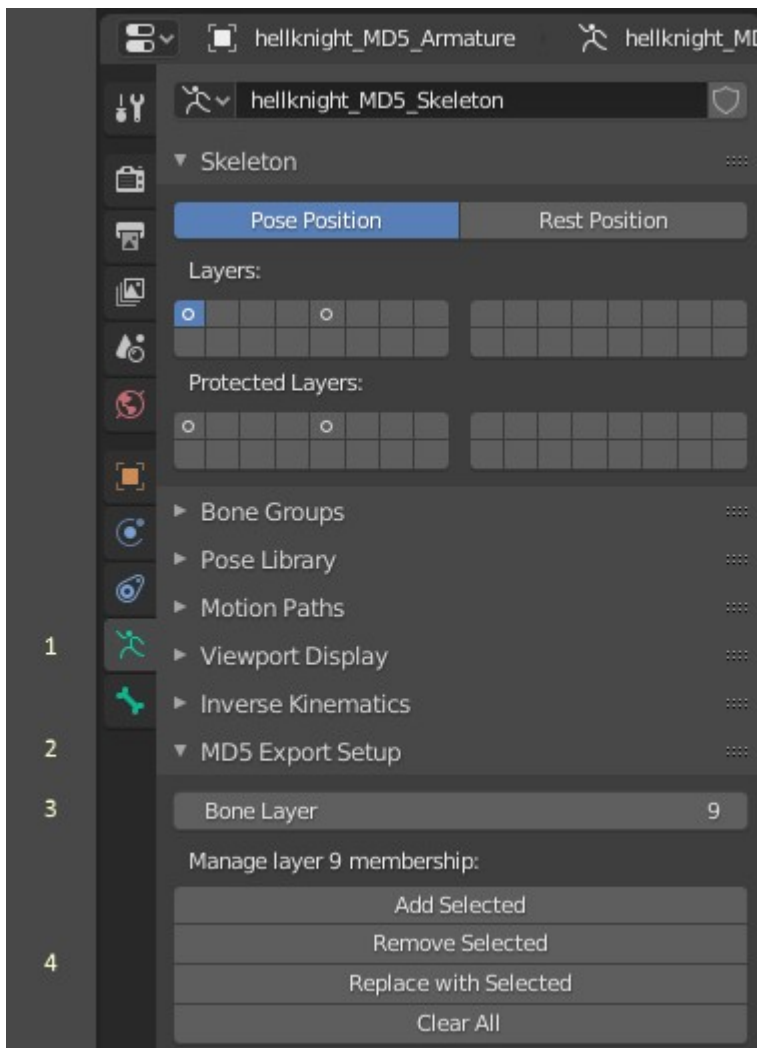 hellknight_MD5_Armature hellknight_MD
hellknight_MD5_Skeleton
Skeleton
Pose Position Rest Position
Layers:
Protected Layers:
Bone Groups
Pose Library
Motion Paths
1 Viewport Display
Inverse Kinematics
2 MD5 Export Setup
3 Bone Layer 9
Manage layer 9 membership:
Add Selected
Remove Selected
4
Replace with Selected
Clear All